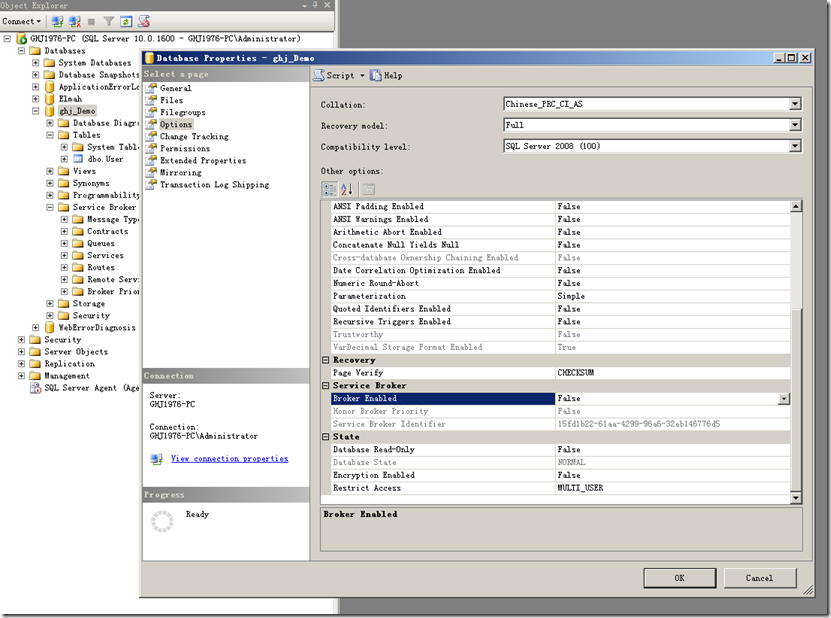 Object Explorer
Connect
GHJ1976-PC (SQL Server 10.0.1600 - GHJ1976-PC\Administrator)
Databases
System Databases
Database Snapshots
ApplicationErrorLo
Elmah
ghj_Demo
Database Diagr
Tables
System Tabl
dbo.User
Views
Synonyms
Programmability
Service Broker
Message Type
Contracts
Queues
Services
Routes
Remote Servi
Broker Prior
Storage
Security
WebErrorDiagnosis
Security
Server Objects
Replication
Management
SQL Server Agent (Age
Database Properties - ghj_Demo
Select a page
General
Files
Filegroups
Options
Change Tracking
Permissions
Extended Properties
Mirroring
Transaction Log Shipping
Connection
Server:
GHJ1976-PC
Connection:
GHJ1976-PC\Administrator
View connection properties
Progress
Ready
Script Help
Collation: Chinese_PRC_CI_AS
Recovery model: Full
Compatibility level: SQL Server 2008 (100)
Other options:
ANSI Padding Enabled False
ANSI Warnings Enabled False
Arithmetic Abort Enabled False
Concatenate Null Yields Null False
Cross-database Ownership Chaining Enabled False
Date Correlation Optimization Enabled False
Numeric Round-Abort False
Parameterization Simple
Quoted Identifiers Enabled False
Recursive Triggers Enabled False
Trustworthy False
VarDecimal Storage Format Enabled True
Recovery
Page Verify CHECKSUM
Service Broker
Broker Enabled False
Honor Broker Priority False
Service Broker Identifier 15fd1b22-61aa-4299-96a6-32eb146776d5
State
Database Read-Only False
Database State NORMAL
Encryption Enabled False
Restrict Access MULTI_USER
Broker Enabled
OK Cancel